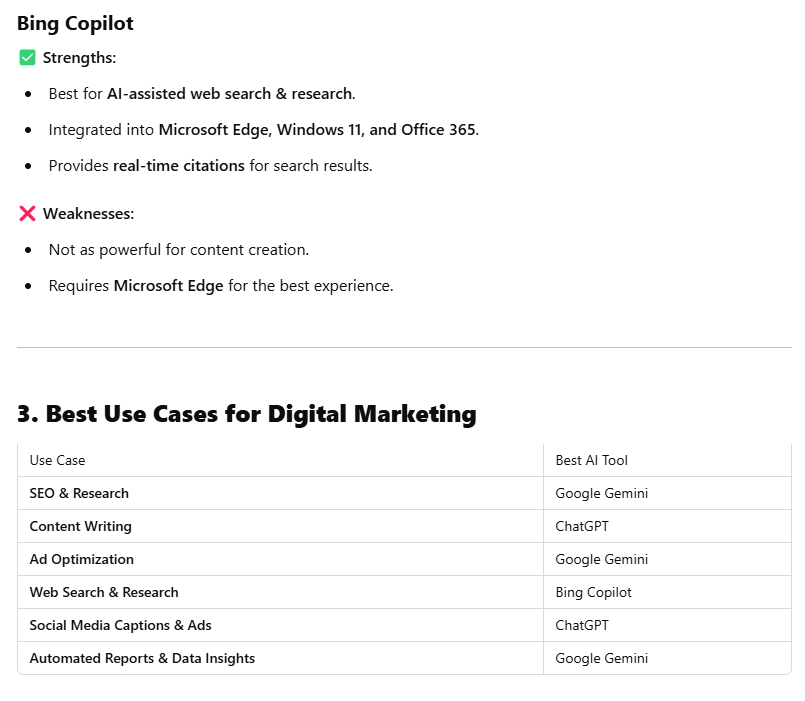 Bing Copilot
✅ Strengths:
• Best for AI-assisted web search & research.
• Integrated into Microsoft Edge, Windows 11, and Office 365.
• Provides real-time citations for search results.
❌ Weaknesses:
• Not as powerful for content creation.
• Requires Microsoft Edge for the best experience.
3. Best Use Cases for Digital Marketing
Use Case Best AI Tool
SEO & Research Google Gemini
Content Writing ChatGPT
Ad Optimization Google Gemini
Web Search & Research Bing Copilot
Social Media Captions & Ads ChatGPT
Automated Reports & Data Insights Google Gemini